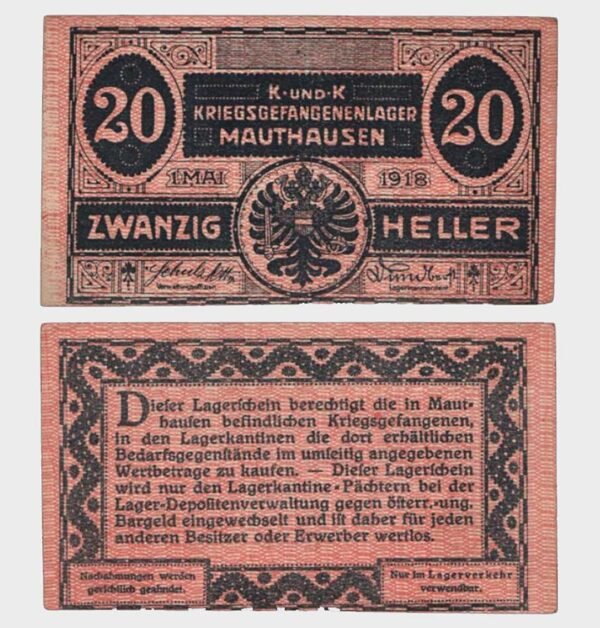 20
K·UND·K
KRIEGSGEFANGENENLAGER
MAUTHAUSEN
20
1. MAI 1918
ZWANZIG HELLER
Dieser Lagerschein berechtigt die in Maut-
hausen befindlichen Kriegsgefangenen,
in den Lagerkantinen die dort erhältlichen
Bedarfsgegenstände im umseitig angegebenen
Wertbetrage zu kaufen. — Dieser Lagerschein
wird nur den Lagerkantine-Pächtern bei der
Lager-Depositenverwaltung gegen österr.-ung.
Bargeld eingewechselt und ist daher für jeden
anderen Besitzer oder Erwerber wertlos.
Nachahmungen werden
gerichtlich geahndet.
Nur im Lagerverkehr
verwendbar.